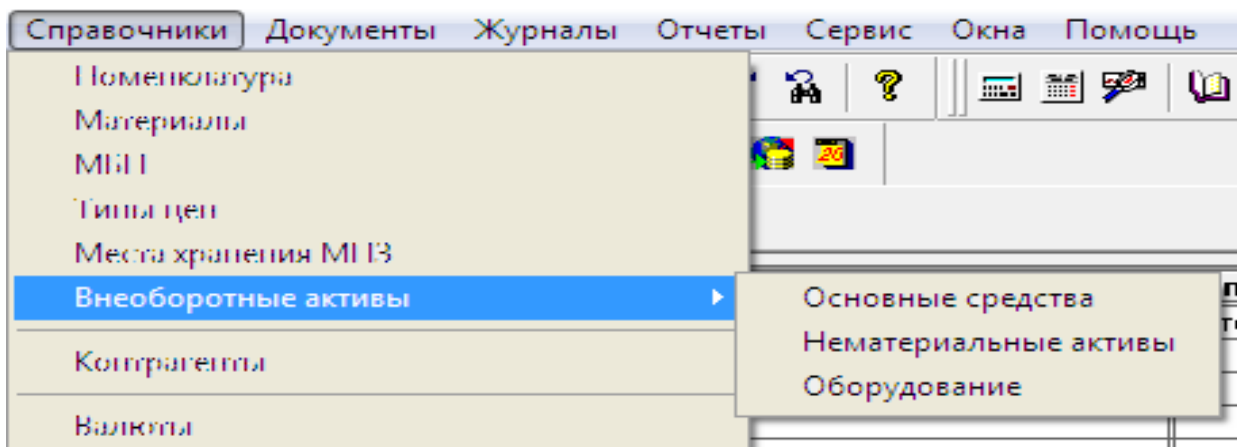 Справочники Документы Журналы Отчеты Сервис Окна Помощь
Номенклатура
Материалы
МБП
Типы цен
Места хранения МПЗ
Внеоборотные активы
Основные средства
Нематериальные активы
Оборудование
Контрагенты
Валюты
26